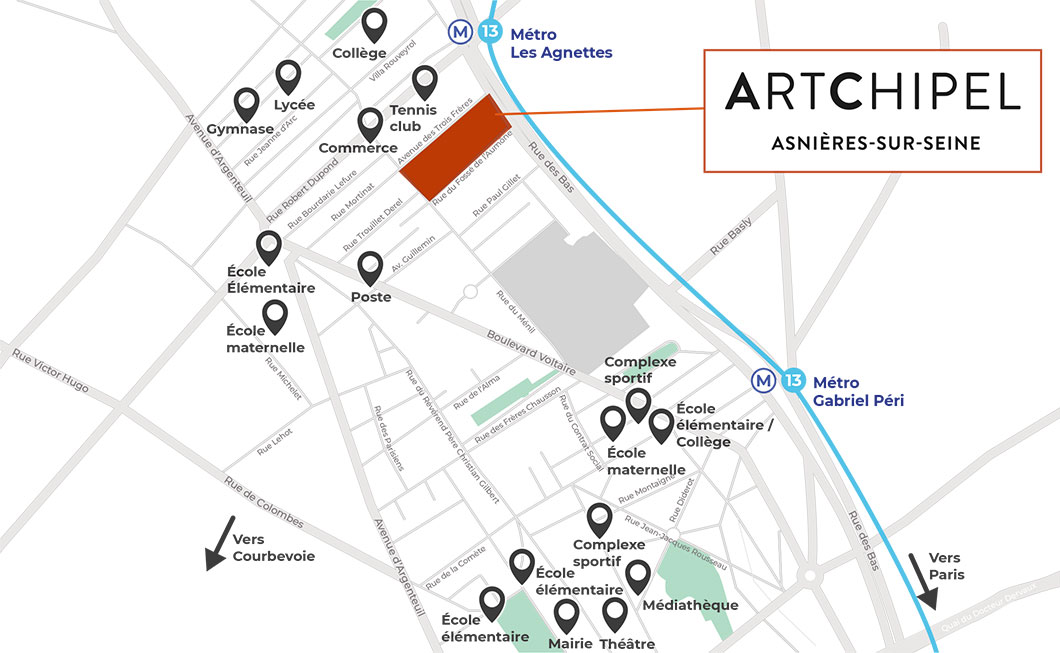 M
13
Métro
Les Agnettes
Collège
Villa Rouveyrol
ARTCHIPEL
ASNIÈRES-SUR-SEINE
Lycée
Gymnase
Tennis
club
Commerce
Avenue des Trois Frères
Rue Jeanne d'Arc
Avenue d'Argenteuil
Rue Robert Dupond
Rue Bourdarie Lefure
Rue Mortinat
Rue Trouillet Derel
Rue du Fossé de l'Aumône
Rue Paul Gillet
Av. Guillemin
Rue des Bas
Rue Basly
École
Élémentaire
Poste
École
maternelle
Rue du Ménil
Boulevard Voltaire
Rue Victor Hugo
Rue Michelet
Rue Lehot
Rue des Parisiens
Rue du Révérend Père Christian Gilbert
Rue de l'Alma
Rue des Frères Chausson
Rue du Contrat Social
Complexe
sportif
M
13
Métro
Gabriel Péri
École
élémentaire /
Collège
École
maternelle
Rue Montaigne
Rue Diderot
Rue Jean-Jacques Rousseau
Rue de Colombes
Vers
Courbevoie
Avenue d'Argenteuil
Rue de la Comète
Complexe
sportif
Rue des Bas
Vers
Paris
École
élémentaire
Médiathèque
École
élémentaire
Mairie
Théâtre
Quai du Docteur Dervaux